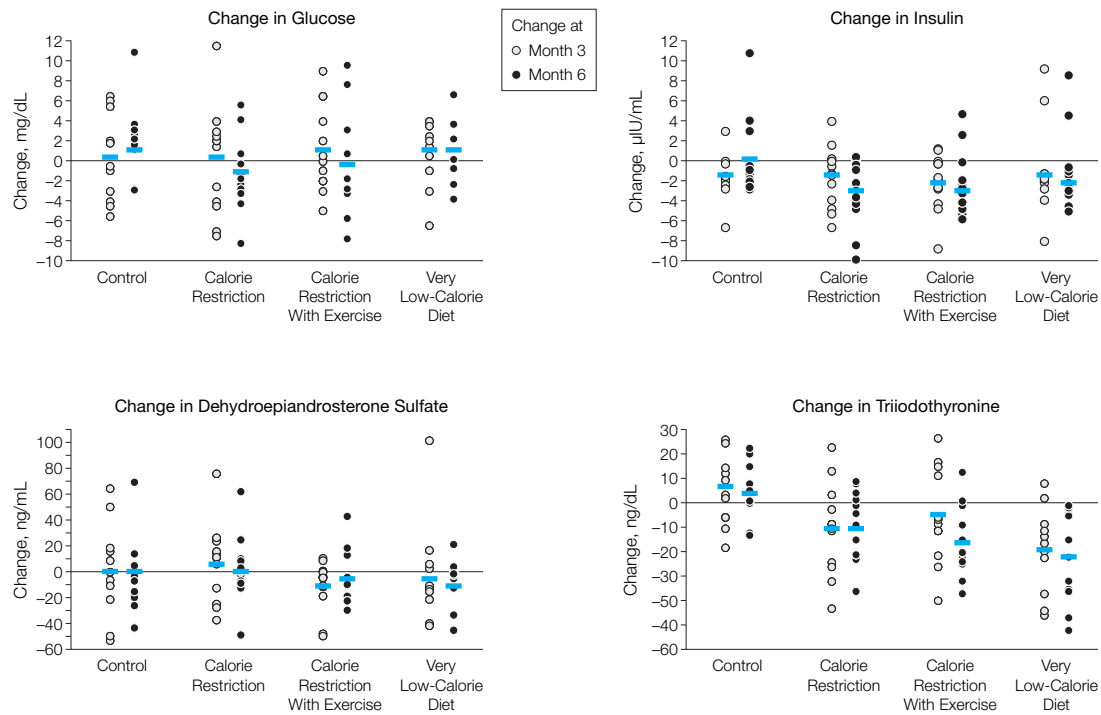 Change in Glucose
Change, mg/dL
12
10
8
6
4
2
0
−2
−4
−6
−8
−10
Control
Calorie
Restriction
Calorie
Restriction
With Exercise
Very
Low-Calorie
Diet
Change at
Month 3
Month 6
Change in Insulin
Change, µIU/mL
12
10
8
6
4
2
0
−2
−4
−6
−8
−10
Control
Calorie
Restriction
Calorie
Restriction
With Exercise
Very
Low-Calorie
Diet
Change in Dehydroepiandrosterone Sulfate
Change, ng/mL
100
80
60
40
20
0
−20
−40
−60
Control
Calorie
Restriction
Calorie
Restriction
With Exercise
Very
Low-Calorie
Diet
Change in Triiodothyronine
Change, ng/dL
30
20
10
0
−10
−20
−30
−40
−50
−60
Control
Calorie
Restriction
Calorie
Restriction
With Exercise
Very
Low-Calorie
Diet